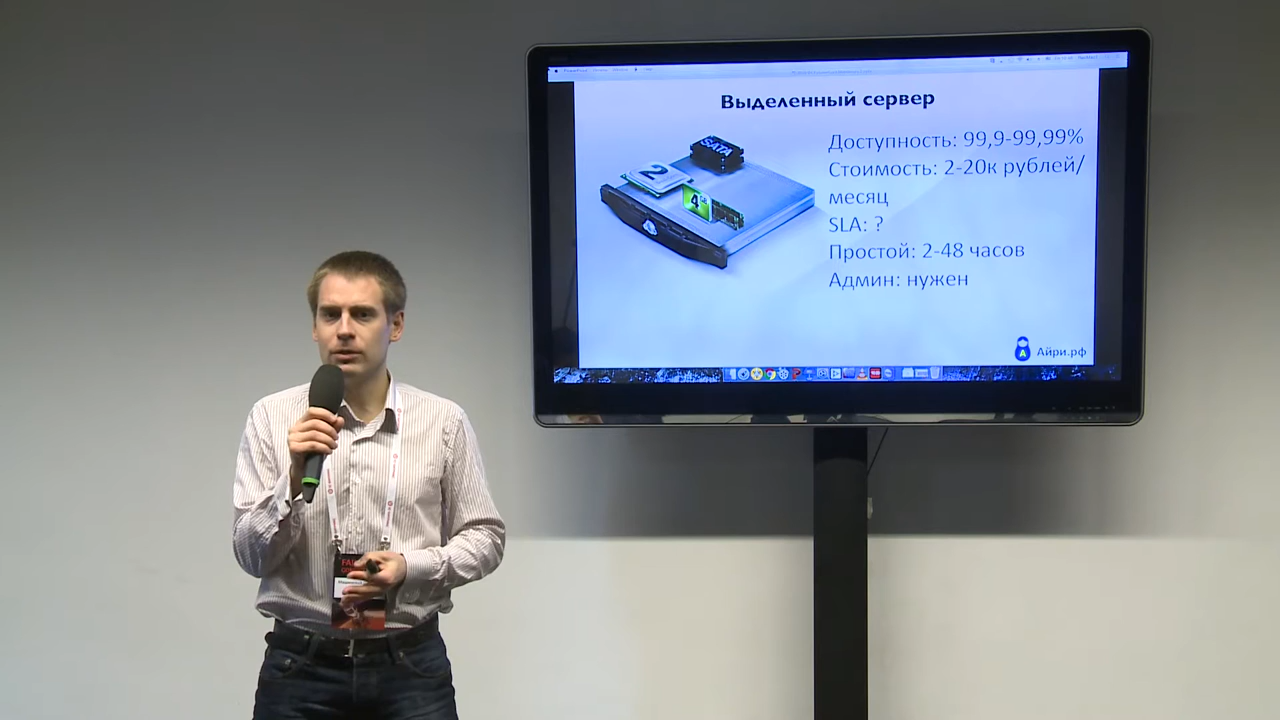 Выделенный сервер
SATA
2
4
Доступность: 99,9-99,99%
Стоимость: 2-20к рублей/
месяц
SLA: ?
Простой: 2-48 часов
Админ: нужен
А
Айри.рф